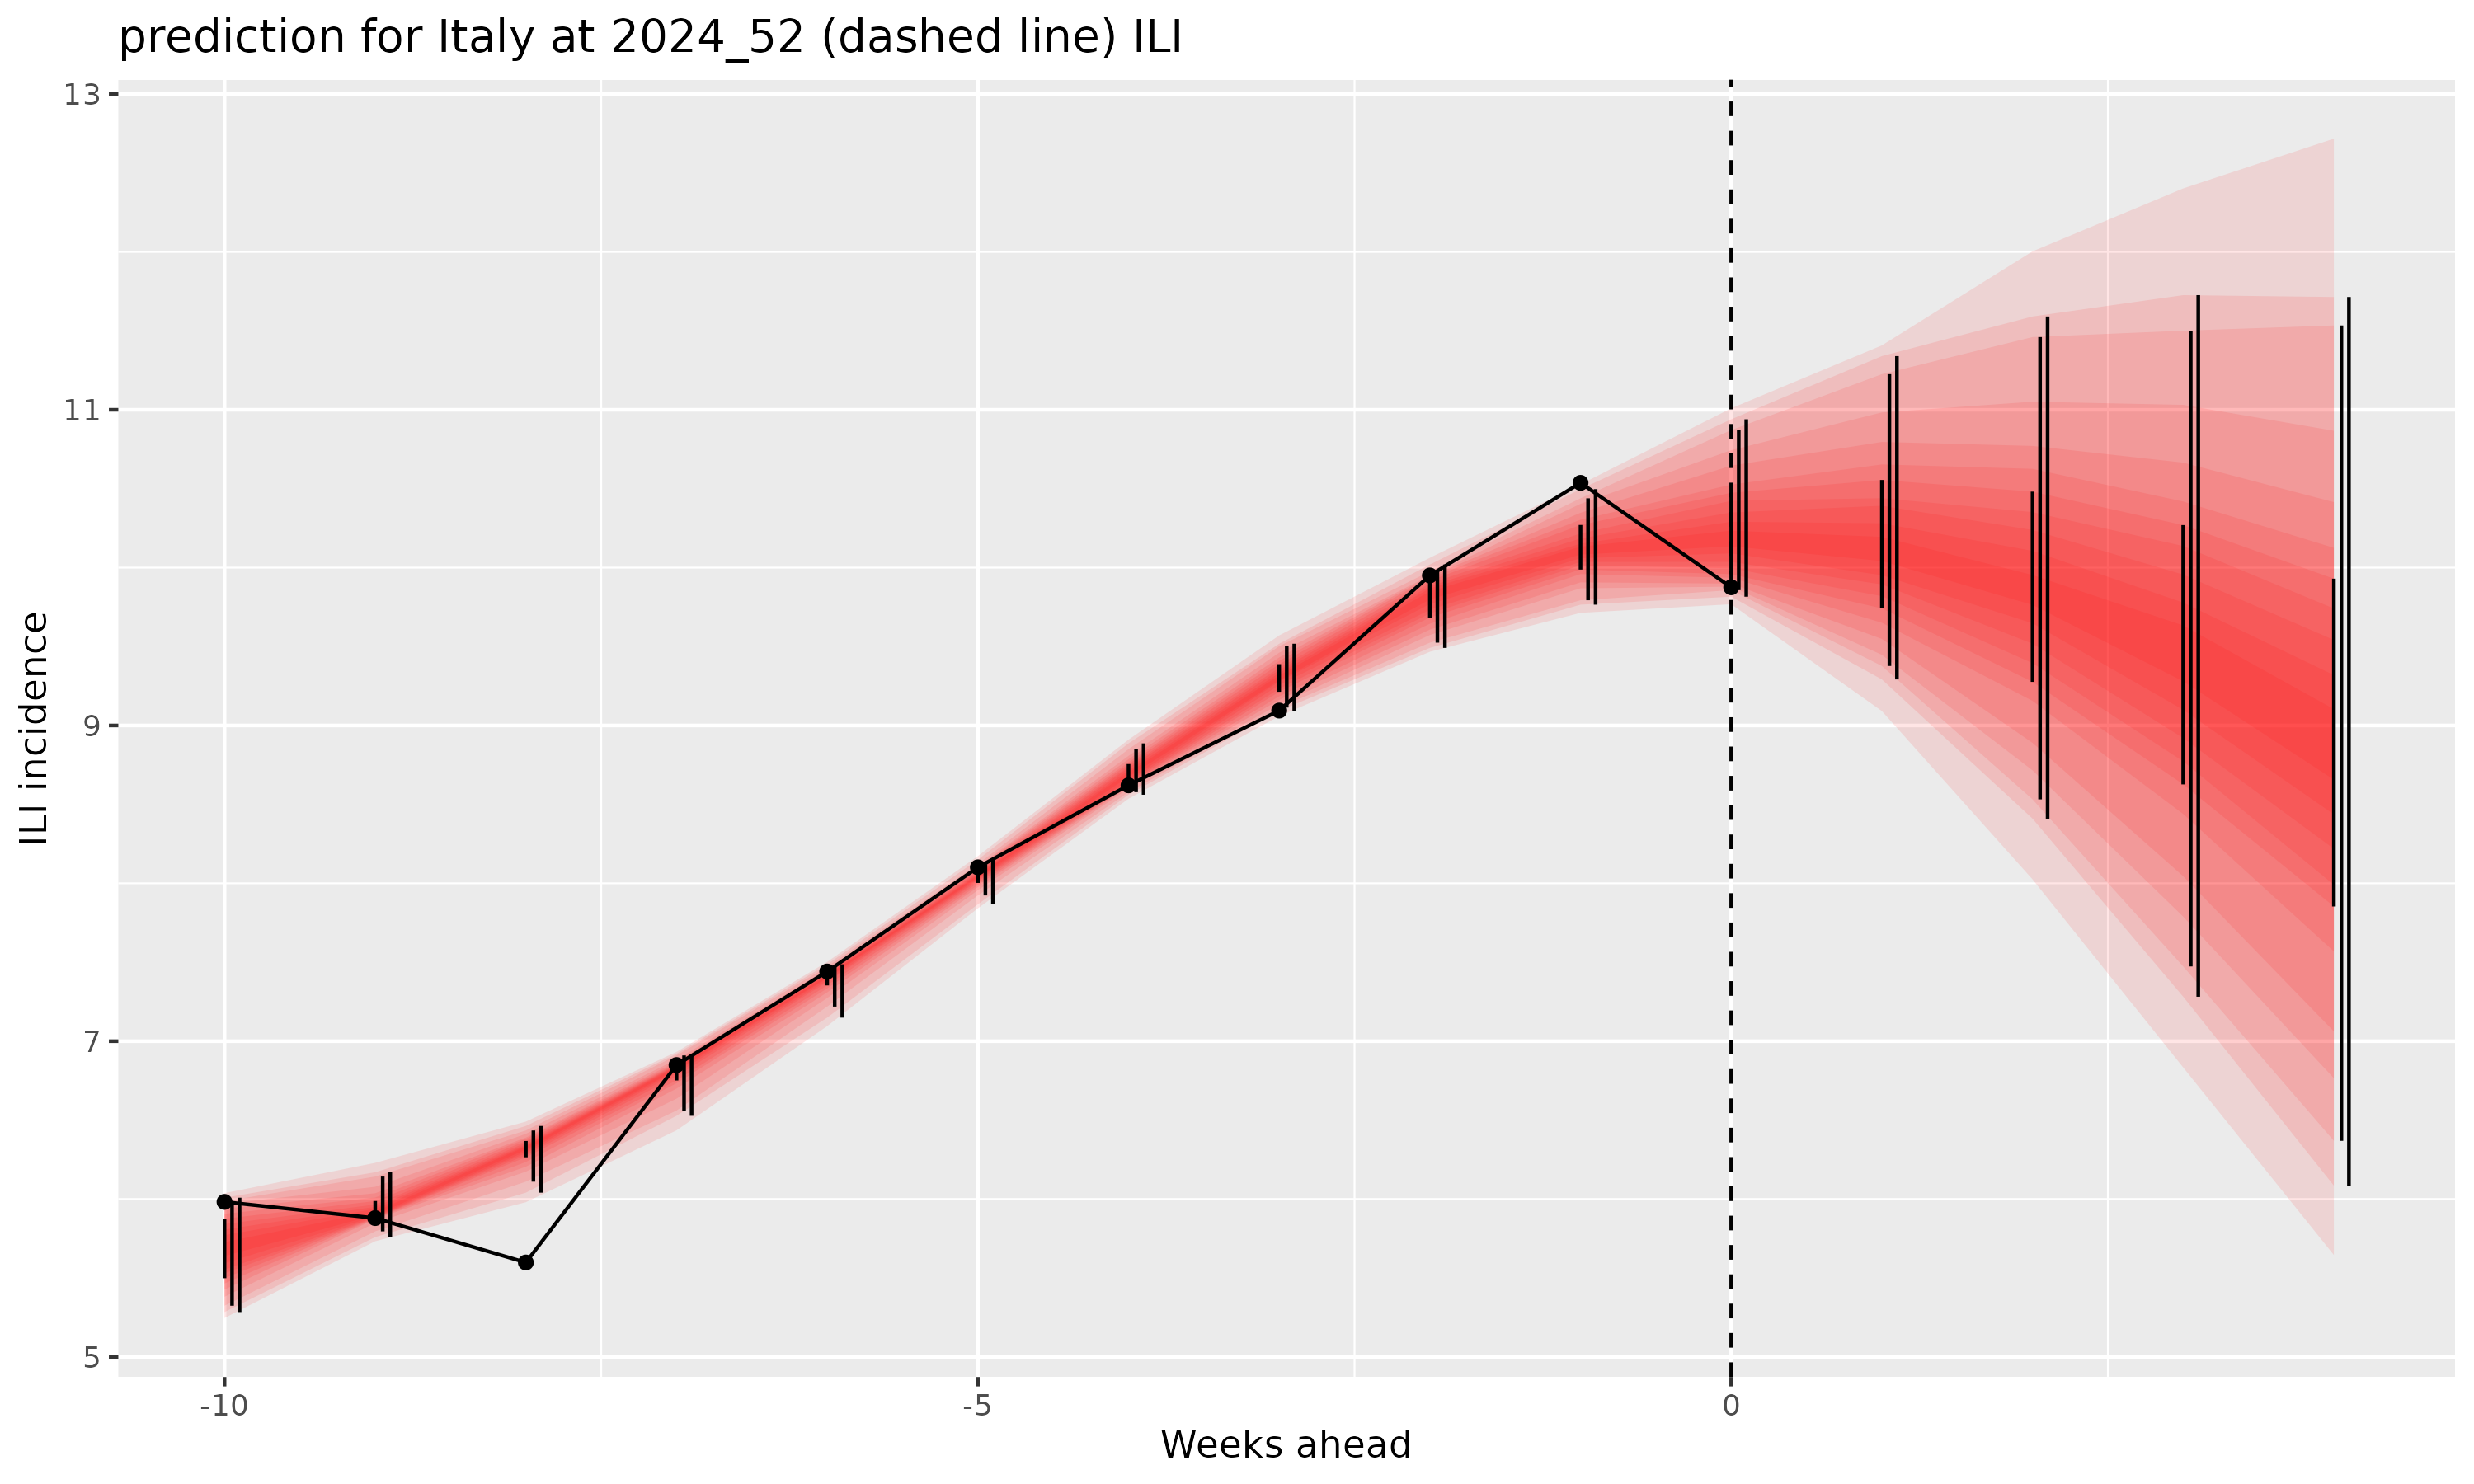 prediction for Italy at 2024_52 (dashed line) ILI
13
11
9
7
5
ILI incidence
-10
-5
0
Weeks ahead